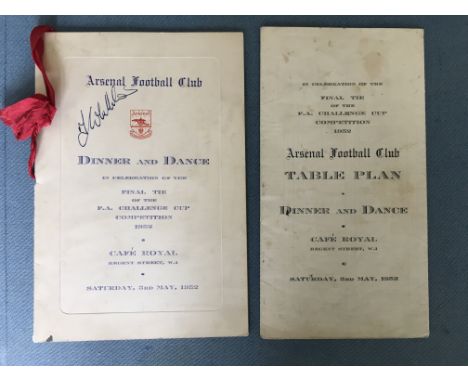 Arsenal Football Club
Arsenal
DINNER AND DANCE
IN CELEBRATION OF THE
FINAL TIE
OF THE
F.A. CHALLENGE CUP
COMPETITION
1952
CAFÉ ROYAL
REGENT STREET, W.1
SATURDAY, 3RD MAY, 1952
IN CELEBRATION OF THE
FINAL TIE
OF THE
F.A. CHALLENGE CUP
COMPETITION
1952
Arsenal Football Club
TABLE PLAN
DINNER AND DANCE
CAFÉ ROYAL
REGENT STREET, W.1
SATURDAY, 3RD MAY, 1952